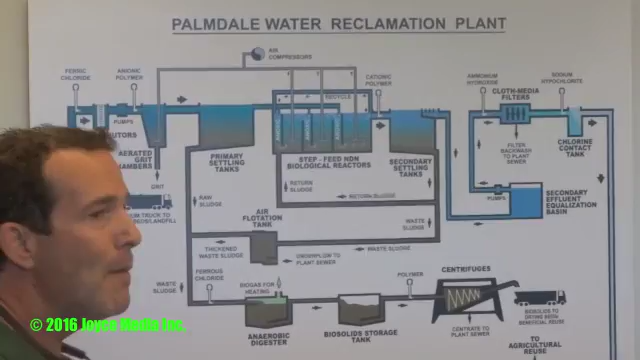 PALMDALE WATER RECLAMATION PLANT
AIR
COMPRESSORS
FERRIC
CHLORIDE
ANIONIC
POLYMER
CATIONIC
POLYMER
AMMONIUM
HYDROXIDE
SODIUM
HYPOCHLORITE
CLOTH-MEDIA
FILTERS
RECYCLE
PUMPS
AERATED
GRIT
GRIT
PRIMARY
SETTLING
TANKS
STEP - FEED NDN
BIOLOGICAL REACTORS
SECONDARY
SETTLING
TANKS
FILTER
BACKWASH TO
PLANT SEWER
CHLORINE
CONTACT
TANK
RETURN
SLUDGE
RETURN SLUDGE
RAW
SLUDGE
PUMPS
SECONDARY
EFFLUENT
EQUALIZATION
BASIN
AIR
FLOTATION
TANK
WASTE
SLUDGE
THICKENED
WASTE SLUDGE
WASTE SLUDGE
UNDERFLOW TO
PLANT SEWER
WASTE
SLUDGE
FERROUS
CHLORIDE
BIOGAS FOR
HEATING
POLYMER
CENTRIFUGES
ANAEROBIC
DIGESTER
BIOSOLIDS STORAGE
TANK
CENTRATE TO
PLANT SEWER
BIOSOLIDS TO
BENEFICIAL REUSE
TO
AGRICULTURAL
REUSE
© 2016 Joyce Media Inc.